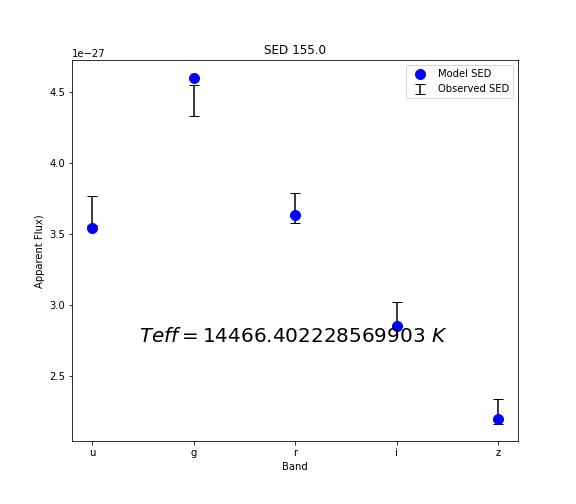 SED 155.0
1e−27
Model SED
Observed SED
4.5
4.0
3.5
3.0
2.5
Apparent Flux)
Teff = 14466.402228569903 K
u g r i z
Band